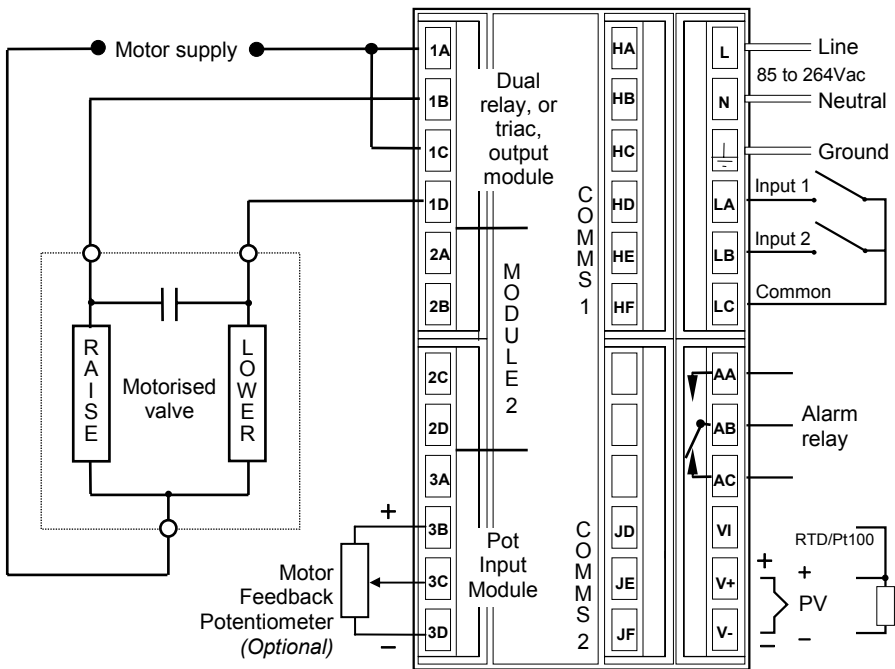 Motor supply
1A
1B
1C
1D
2A
2B
2C
2D
3A
3B
3C
3D
Dual
relay, or
triac,
output
module
MODULE 2
Pot
Input
Module
COMMS 1
COMMS 2
HA
HB
HC
HD
HE
HF
JD
JE
JF
L
N
LA
LB
LC
AA
AB
AC
VI
V+
V-
Line
85 to 264Vac
Neutral
Ground
Input 1
Input 2
Common
Alarm
relay
RTD/Pt100
+
+
PV
–
–
RAISE
Motorised
valve
LOWER
+
Motor
Feedback
Potentiometer
(Optional)
–